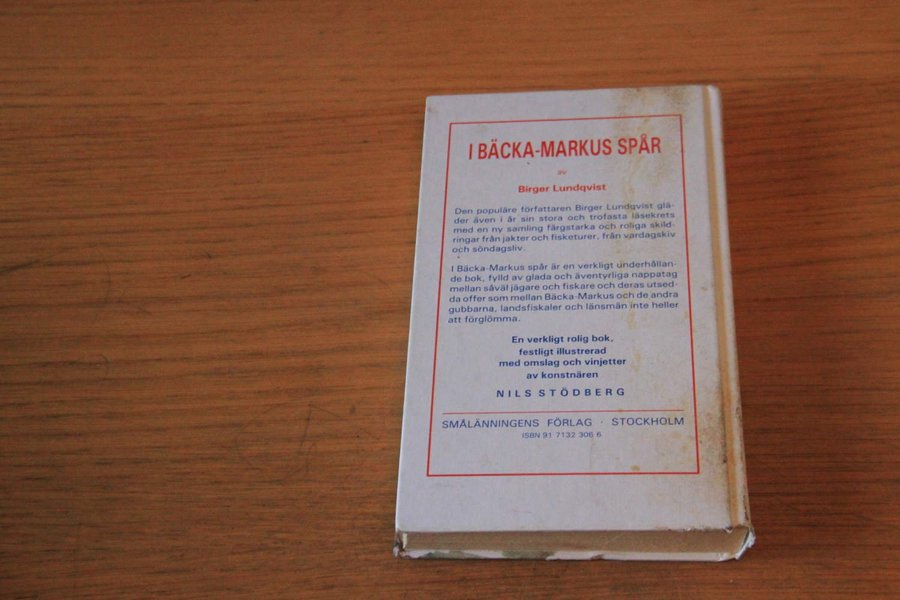 I BÄCKA-MARKUS SPÅR
av
Birger Lundqvist
Den populäre författaren Birger Lundqvist glä-
der även i år sin stora och trofasta läsekrets
med en ny samling färgstarka och roliga skild-
ringar från jakter och fisketurer, från vardagskiv
och söndagsliv.
I Bäcka-Markus spår är en verkligt underhållan-
de bok, fylld av glada och äventyrliga nappatag
mellan såväl jägare och fiskare och deras utsed-
da offer som mellan Bäcka-Markus och de andra
gubbarna, landsfiskaler och länsmän inte heller
att förglömma.
En verkligt rolig bok,
festligt illustrerad
med omslag och vinjetter
av konstnären
NILS STÖDBERG
SMÅLÄNNINGENS FÖRLAG · STOCKHOLM
ISBN 91 7132 306 6